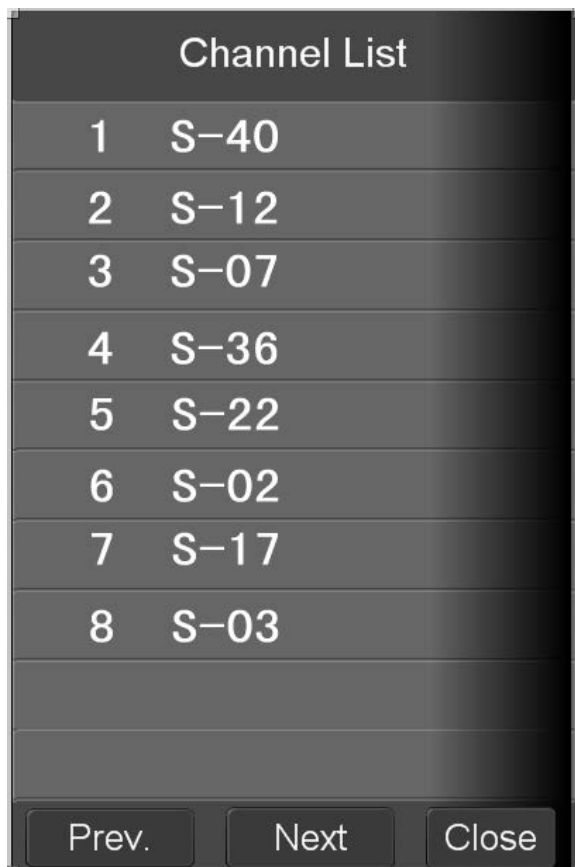 Channel List
1 S-40
2 S-12
3 S-07
4 S-36
5 S-22
6 S-02
7 S-17
8 S-03
Prev. Next Close